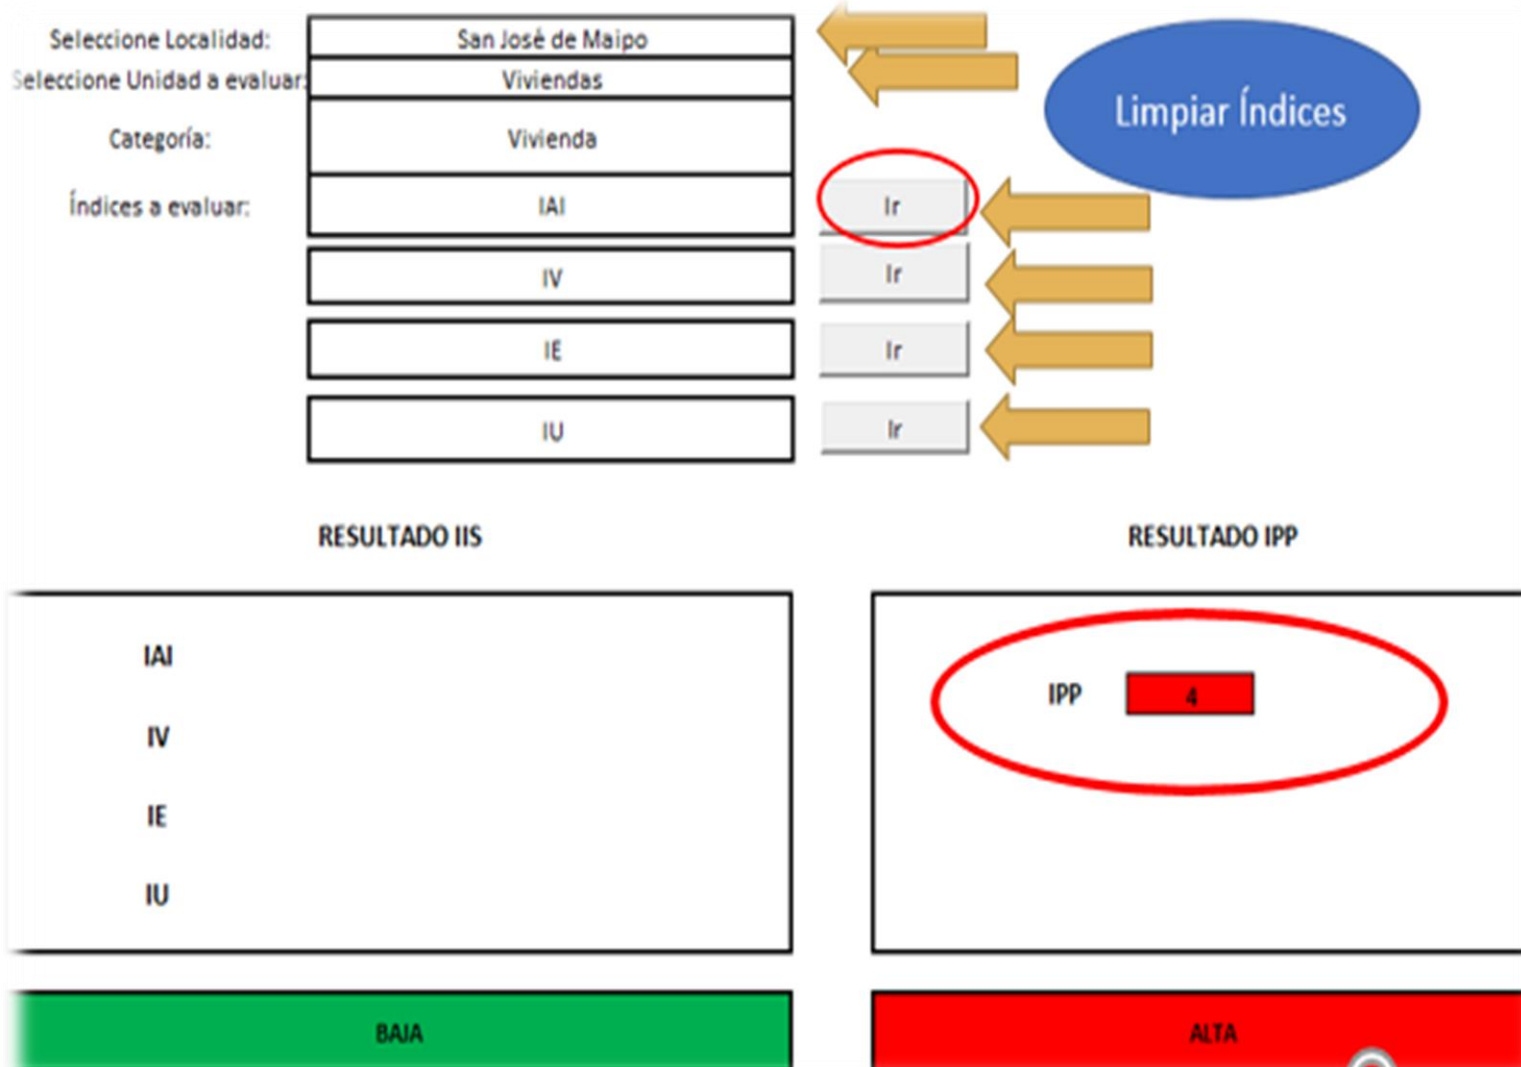 Seleccione Localidad: San José de Maipo
Seleccione Unidad a evaluar: Viviendas
Limpiar Índices
Categoría: Vivienda
Índices a evaluar: IAI Ir
IV Ir
IE Ir
IU Ir
RESULTADO IIS RESULTADO IPP
IAI
IPP 4
IV
IE
IU
BAJA ALTA